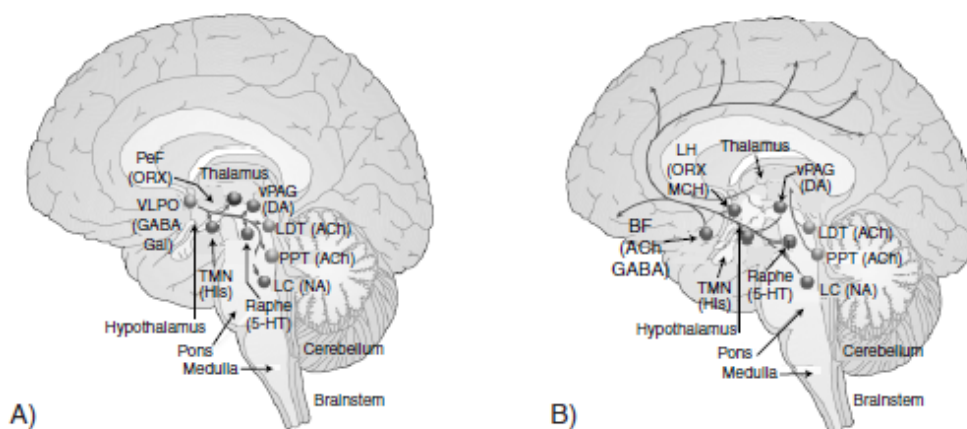 PeF
(ORX)
Thalamus
vPAG
(DA)
VLPO
(GABA
Gal)
LDT (ACh)
PPT (ACh)
TMN
(His)
LC (NA)
Raphe
(5-HT)
Hypothalamus
Pons
Medulla
Cerebellum
Brainstem
A)
LH
(ORX
MCH)
Thalamus
vPAG
(DA)
BF
(ACh
GABA)
LDT (ACh)
PPT (ACh)
TMN
(His)
Raphe
(5-HT)
LC (NA)
Hypothalamus
Pons
Medulla
Cerebellum
Brainstem
B)